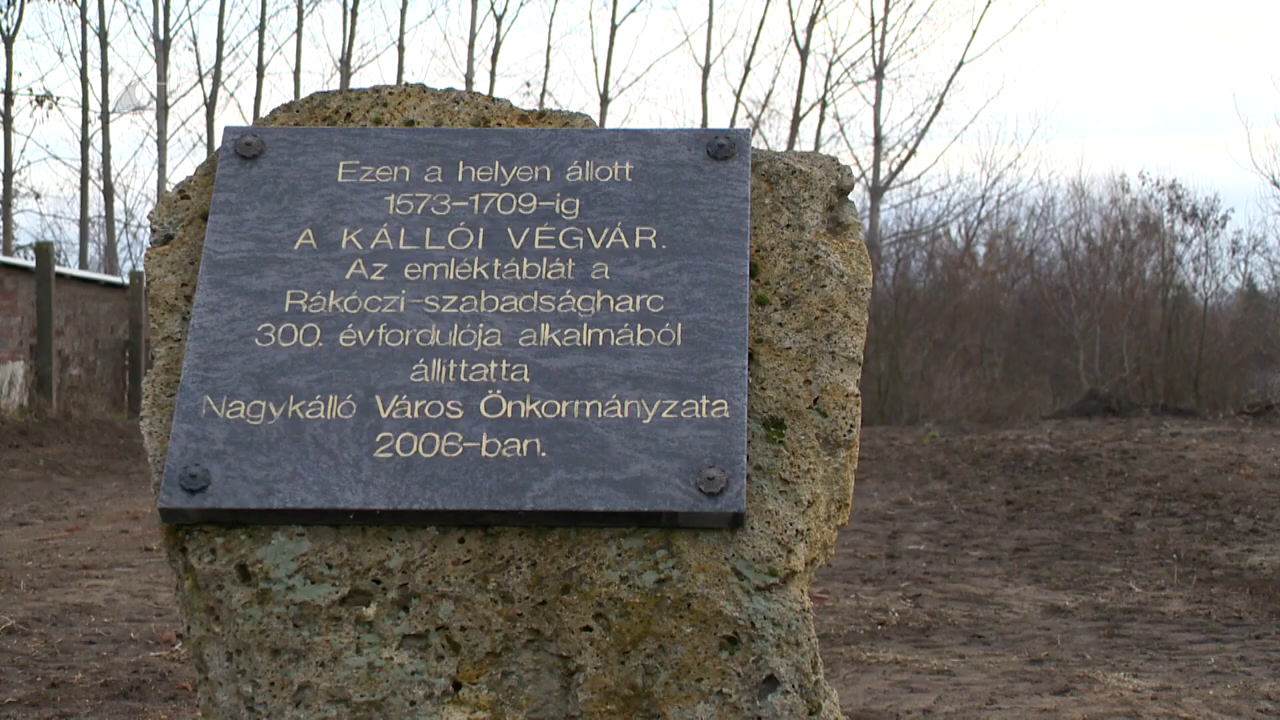 Ezen a helyen állott
1573-1709-ig
A KÁLLÓI VÉGVÁR.
Az emléktáblát a
Rákóczi-szabadságharc
300. évfordulója alkalmából
állíttatta
Nagykálló Város Önkormányzata
2006-ban.